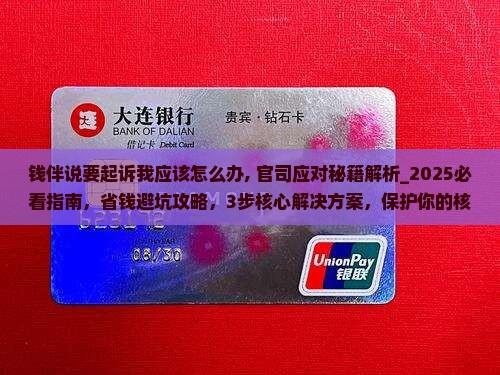 大连银行
BANK OF DALIAN
贵宾·钻石卡
借记卡 Debit Card
钱伴说要起诉我应该怎么办, 官司应对秘籍解析_2025必
看指南，省钱避坑攻略，3步核心解决方案，保护你的核
08/30
UnionPay
银联